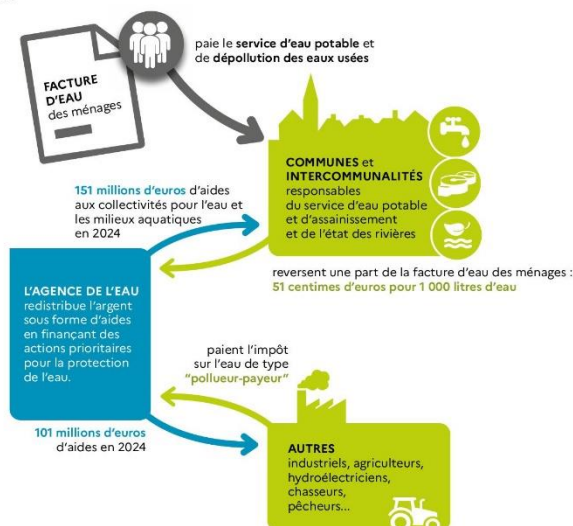 paie le service d'eau potable et
de dépollution des eaux usées
FACTURE
D'EAU
des ménages
COMMUNES et
INTERCOMMUNALITÉS
responsables
du service d'eau potable
et d'assainissement
et de l'état des rivières
151 millions d'euros d'aides
aux collectivités pour l'eau et
les milieux aquatiques
en 2024
reversent une part de la facture d'eau des ménages :
51 centimes d'euros pour 1 000 litres d'eau
L'AGENCE DE L'EAU
redistribue l'argent
sous forme d'aides
en finançant des
actions prioritaires
pour la protection
de l'eau.
paient l'impôt
sur l'eau de type
"pollueur-payeur"
101 millions d'euros
d'aides en 2024
AUTRES
industriels, agriculteurs,
hydroélectriciens,
chasseurs,
pêcheurs...